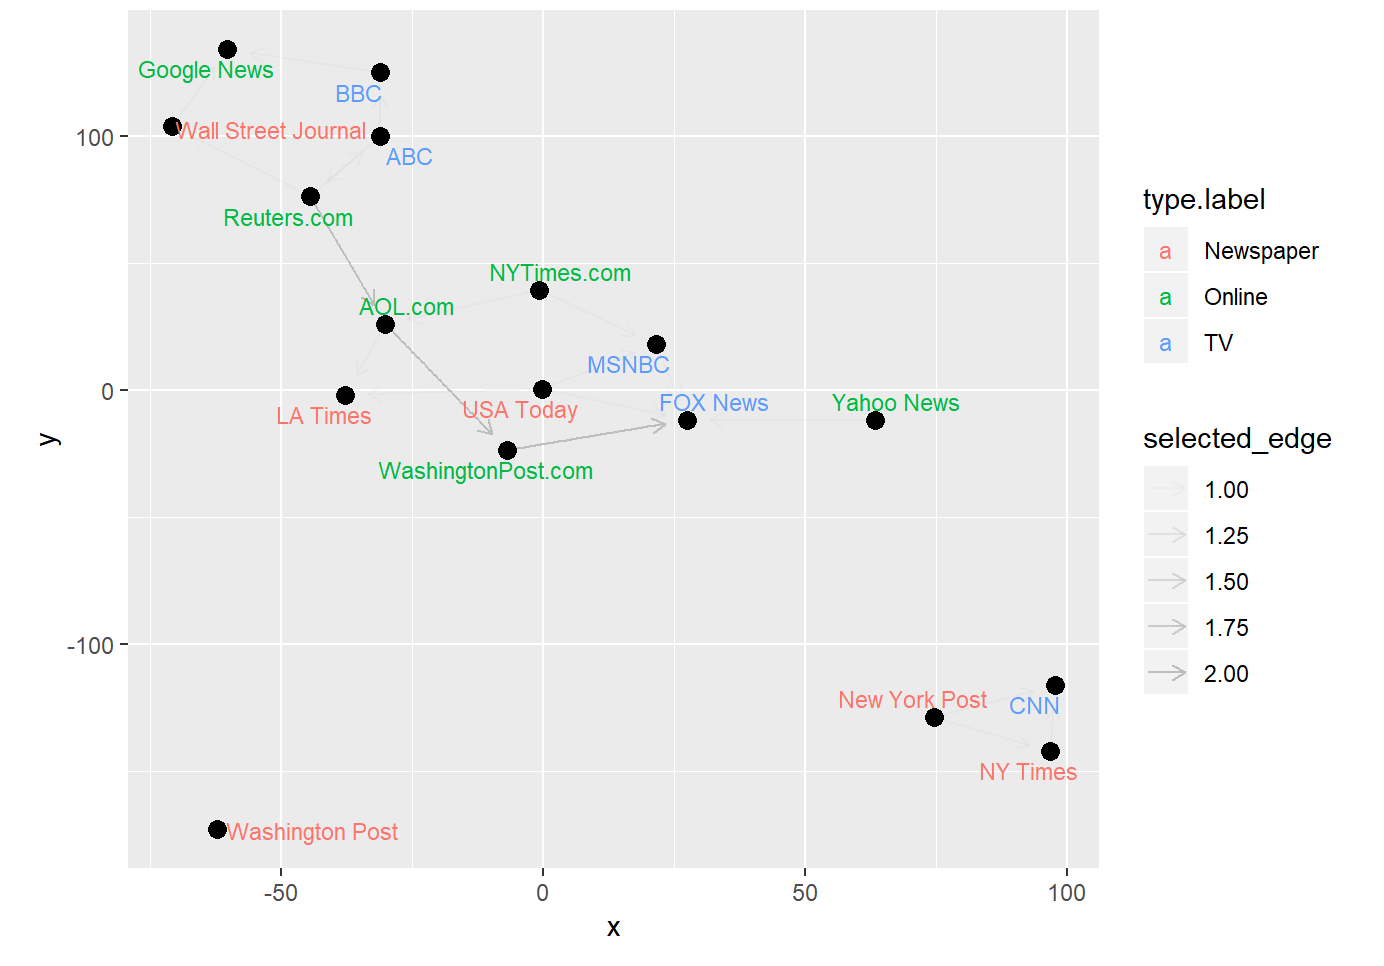 Google News
BBC
Wall Street Journal
ABC
Reuters.com
NYTimes.com
AOL.com
MSNBC
USA Today
LA Times
FOX News
Yahoo News
WashingtonPost.com
New York Post
CNN
NY Times
Washington Post
100
0
-100
y
-50
0
50
100
x
type.label
a Newspaper
a Online
a TV
selected_edge
1.00
1.25
1.50
1.75
2.00